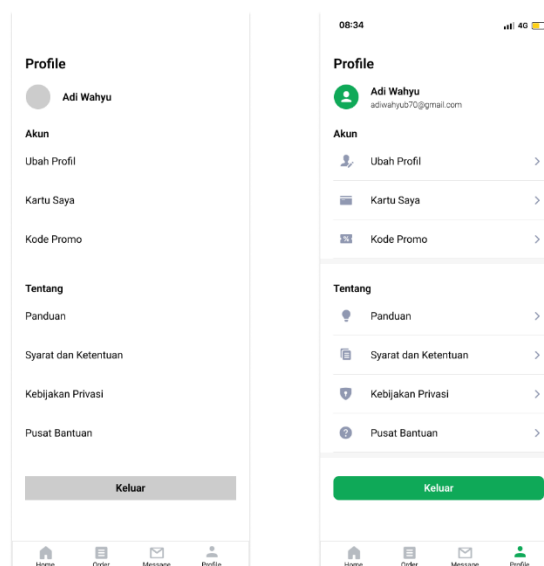 Profile
Adi Wahyu
Akun
Ubah Profil
Kartu Saya
Kode Promo
Tentang
Panduan
Syarat dan Ketentuan
Kebijakan Privasi
Pusat Bantuan
Keluar
Home Order Message Profile
08:34 4G
Profile
Adi Wahyu
adiwahyub70@gmail.com
Akun
Ubah Profil
Kartu Saya
Kode Promo
Tentang
Panduan
Syarat dan Ketentuan
Kebijakan Privasi
Pusat Bantuan
Keluar
Home Order Message Profile